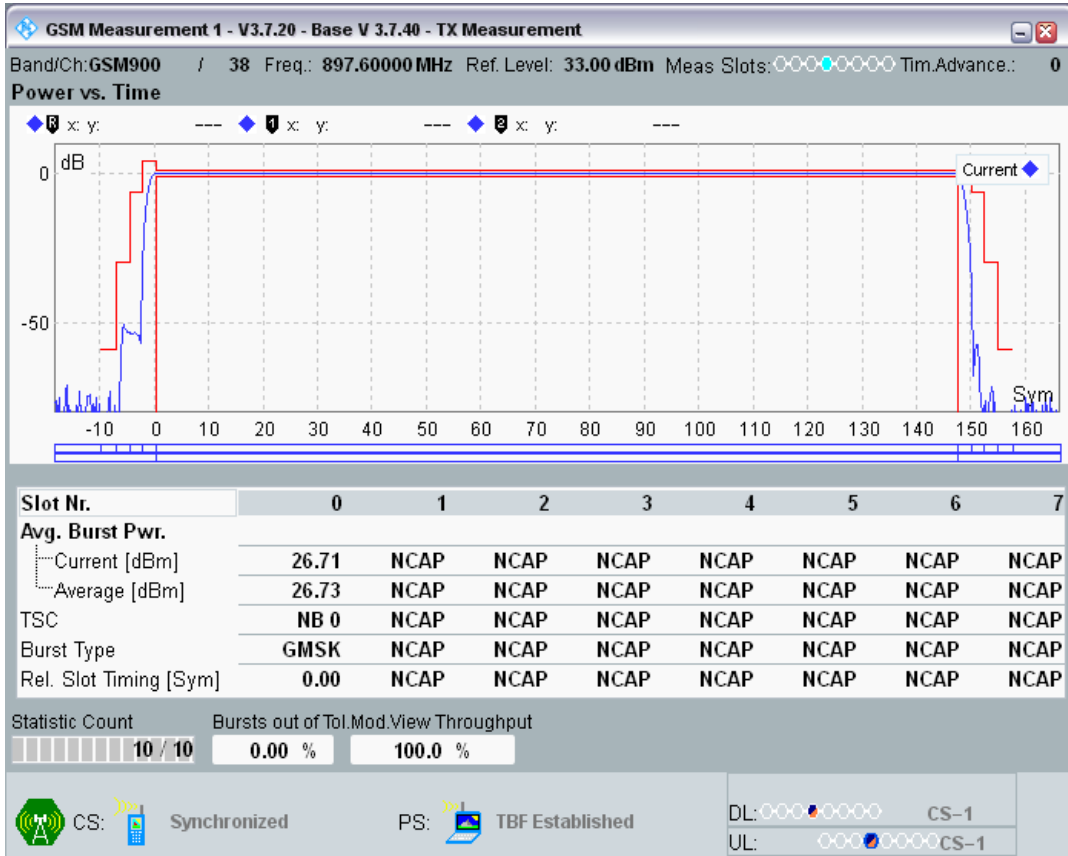 GSM Measurement 1 - V3.7.20 - Base V 3.7.40 - TX Measurement
Band/Ch:GSM900 / 38 Freq.: 897.60000 MHz Ref. Level: 33.00 dBm Meas Slots: Tim.Advance.: 0
Power vs. Time
R x: y: --- 1 x: y: --- 2 x: y: ---
dB
Current
0
-50
Sym
-10 0 10 20 30 40 50 60 70 80 90 100 110 120 130 140 150 160
Slot Nr. 0 1 2 3 4 5 6 7
Avg. Burst Pwr.
Current [dBm] 26.71 NCAP NCAP NCAP NCAP NCAP NCAP NCAP
Average [dBm] 26.73 NCAP NCAP NCAP NCAP NCAP NCAP NCAP
TSC NB 0 NCAP NCAP NCAP NCAP NCAP NCAP NCAP
Burst Type GMSK NCAP NCAP NCAP NCAP NCAP NCAP NCAP
Rel. Slot Timing [Sym] 0.00 NCAP NCAP NCAP NCAP NCAP NCAP NCAP
Statistic Count Bursts out of Tol.Mod.View Throughput
10 / 10 0.00 % 100.0 %
CS: Synchronized PS: TBF Established
DL: CS-1
UL: CS-1